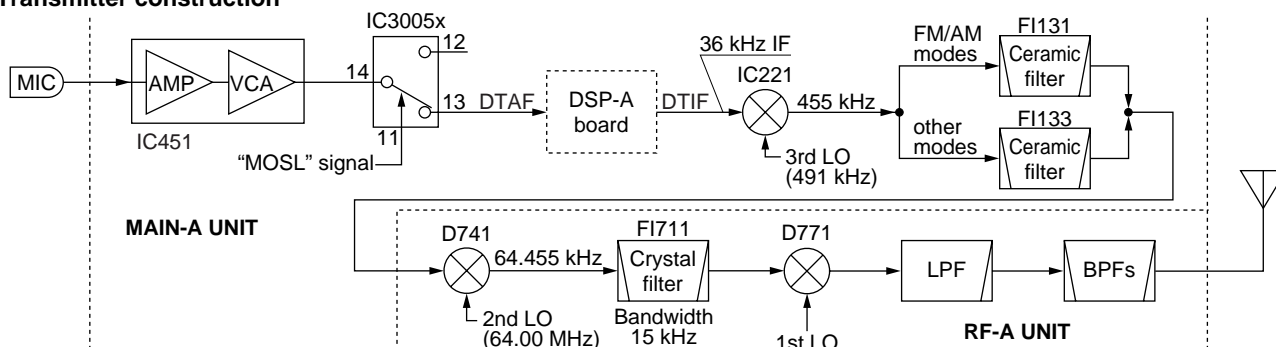 Transmitter construction
IC3005x
12
14
13
11
MIC
AMP
VCA
IC451
"MOSL" signal
DTAF
DSP-A
board
DTIF
36 kHz IF
IC221
455 kHz
3rd LO
(491 kHz)
FM/AM
modes
FI131
Ceramic
filter
other
modes
FI133
Ceramic
filter
MAIN-A UNIT
D741
64.455 kHz
2nd LO
(64.00 MHz)
FI711
Crystal
filter
Bandwidth
15 kHz
D771
1st LO
LPF
BPFs
RF-A UNIT